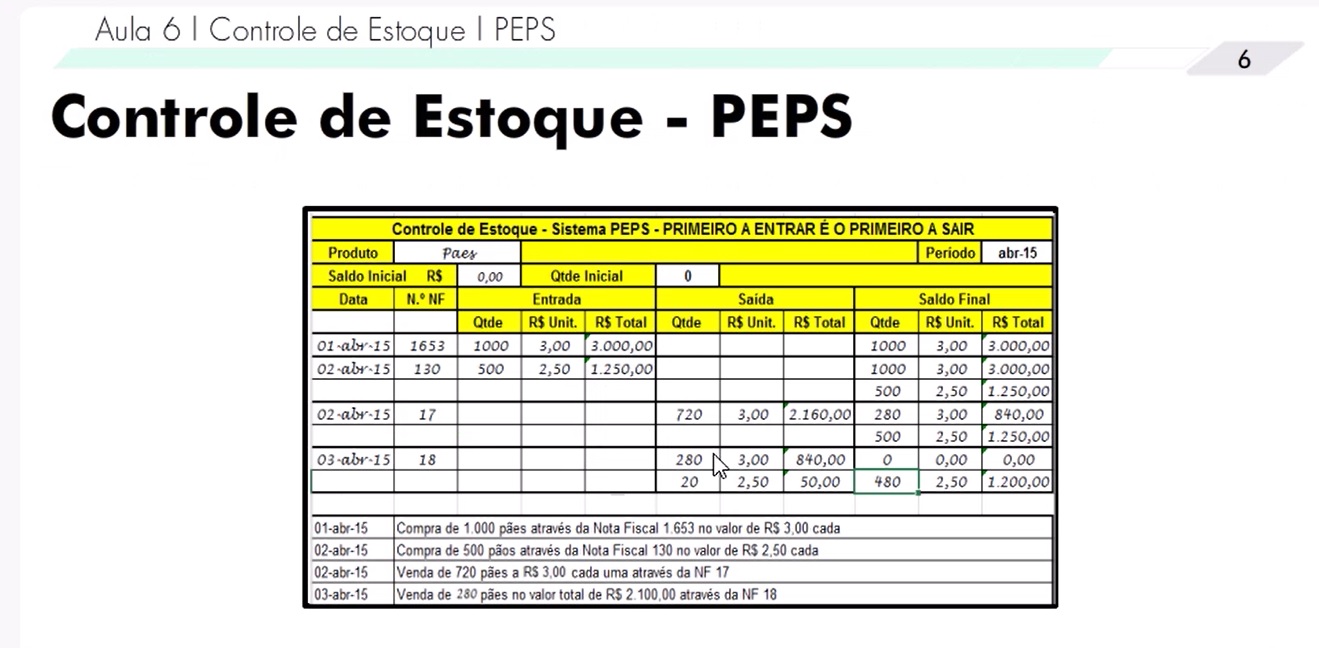 Aula 6 | Controle de Estoque | PEPS
6
Controle de Estoque - PEPS
Controle de Estoque - Sistema PEPS - PRIMEIRO A ENTRAR É O PRIMEIRO A SAIR
Produto Paes Período abr-15
Saldo Inicial R$ 0,00 Qtde Inicial 0
Data N.º NF Entrada Saída Saldo Final
Qtde R$ Unit. R$ Total Qtde R$ Unit. R$ Total Qtde R$ Unit. R$ Total
01-abr-15 1653 1000 3,00 3.000,00 1000 3,00 3.000,00
02-abr-15 130 500 2,50 1.250,00 1000 3,00 3.000,00
500 2,50 1.250,00
02-abr-15 17 720 3,00 2.160,00 280 3,00 840,00
500 2,50 1.250,00
03-abr-15 18 280 3,00 840,00 0 0,00 0,00
20 2,50 50,00 480 2,50 1.200,00
01-abr-15 Compra de 1.000 pães através da Nota Fiscal 1.653 no valor de R$ 3,00 cada
02-abr-15 Compra de 500 pãos através da Nota Fiscal 130 no valor de R$ 2,50 cada
02-abr-15 Venda de 720 pães a R$ 3,00 cada uma através da NF 17
03-abr-15 Venda de 280 pães no valor total de R$ 2.100,00 através da NF 18